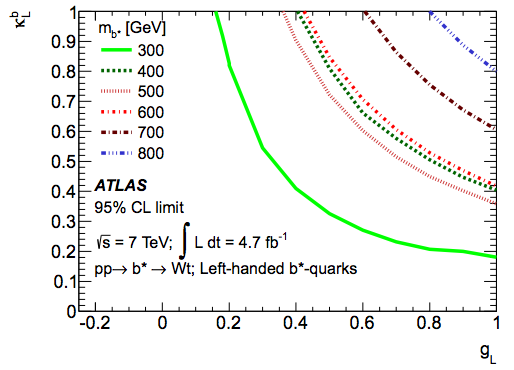 κ_L^b
1
0.9
0.8
0.7
0.6
0.5
0.4
0.3
0.2
0.1
0
m_b* [GeV]
300
400
500
600
700
800
ATLAS
95% CL limit
√s = 7 TeV; ∫ L dt = 4.7 fb⁻¹
pp→ b* → Wt; Left-handed b*-quarks
-0.2 0 0.2 0.4 0.6 0.8 1
g_L